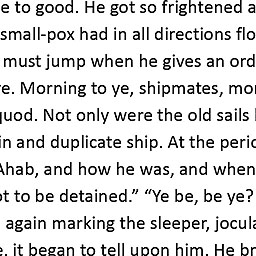 e to good. He got so frightened a
small-pox had in all directions flo
must jump when he gives an ord
e. Morning to ye, shipmates, mor
quod. Not only were the old sails
in and duplicate ship. At the perio
Ahab, and how he was, and when
ot to be detained.” “Ye be, be ye?
again marking the sleeper, jocula
e, it began to tell upon him. He br